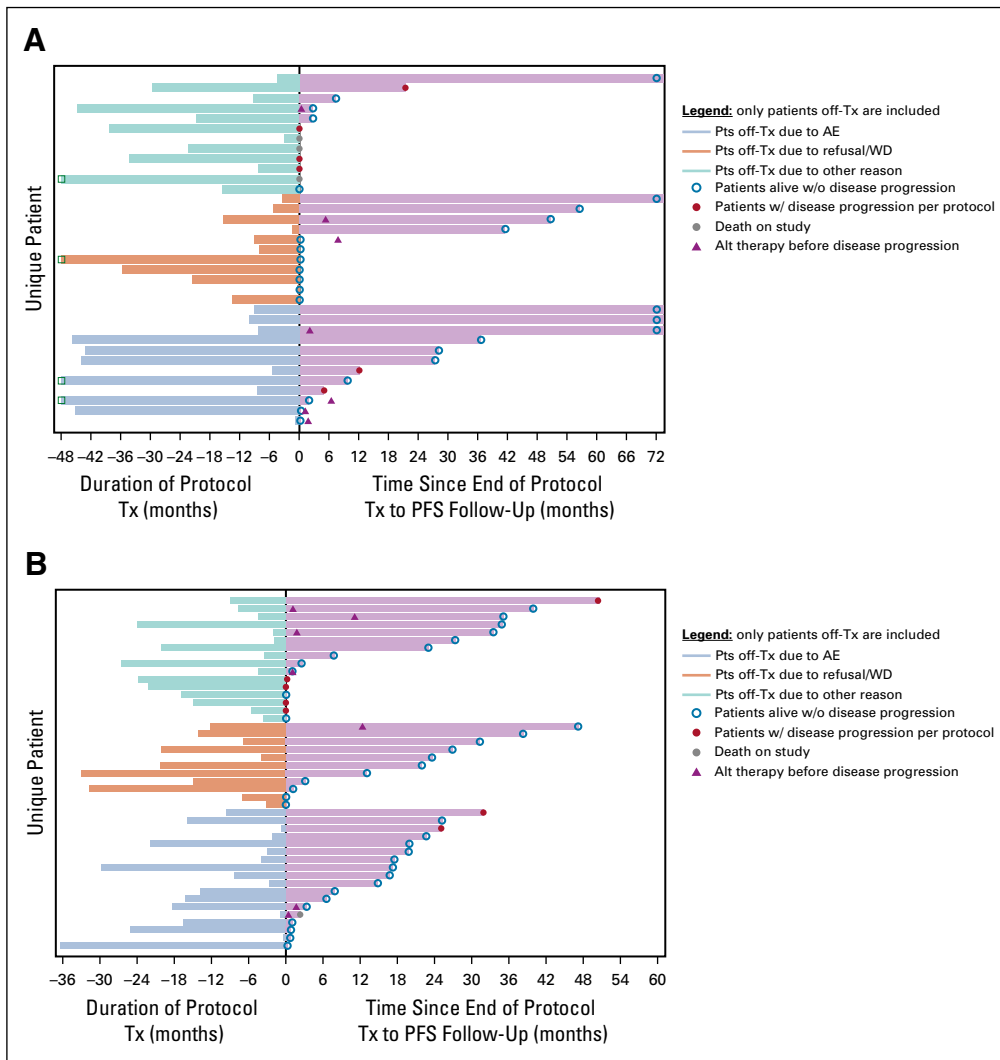 A
Unique Patient
−48 −42 −36 −30 −24 −18 −12 −6 0 6 12 18 24 30 36 42 48 54 60 66 72
Duration of Protocol
Tx (months)
Time Since End of Protocol
Tx to PFS Follow-Up (months)
Legend: only patients off-Tx are included
Pts off-Tx due to AE
Pts off-Tx due to refusal/WD
Pts off-Tx due to other reason
Patients alive w/o disease progression
Patients w/ disease progression per protocol
Death on study
Alt therapy before disease progression
B
Unique Patient
−36 −30 −24 −18 −12 −6 0 6 12 18 24 30 36 42 48 54 60
Duration of Protocol
Tx (months)
Time Since End of Protocol
Tx to PFS Follow-Up (months)
Legend: only patients off-Tx are included
Pts off-Tx due to AE
Pts off-Tx due to refusal/WD
Pts off-Tx due to other reason
Patients alive w/o disease progression
Patients w/ disease progression per protocol
Death on study
Alt therapy before disease progression